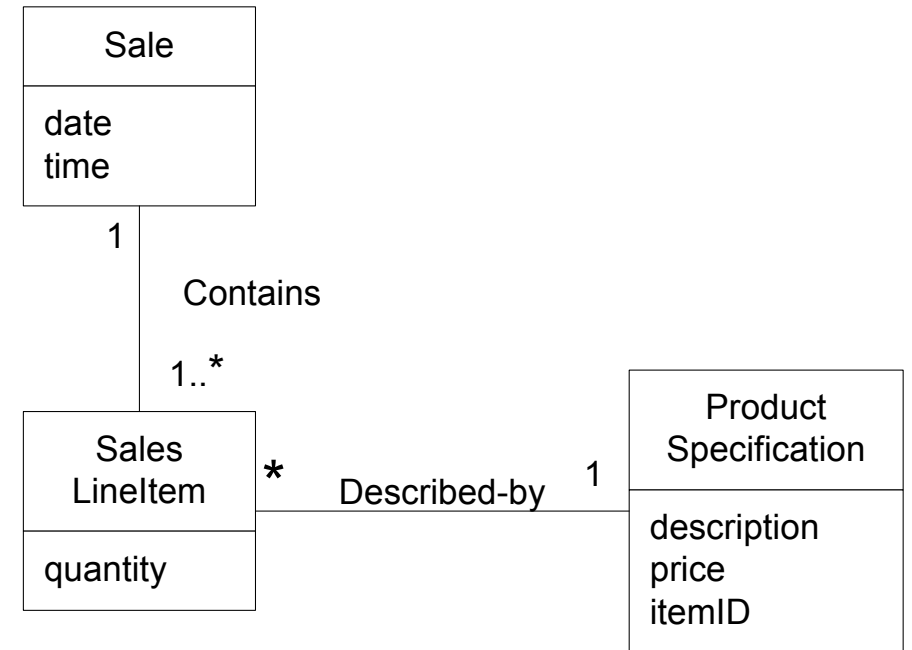 Sale
date
time
1
Contains
1..*
Sales
LineItem
quantity
*
Described-by
1
Product
Specification
description
price
itemID